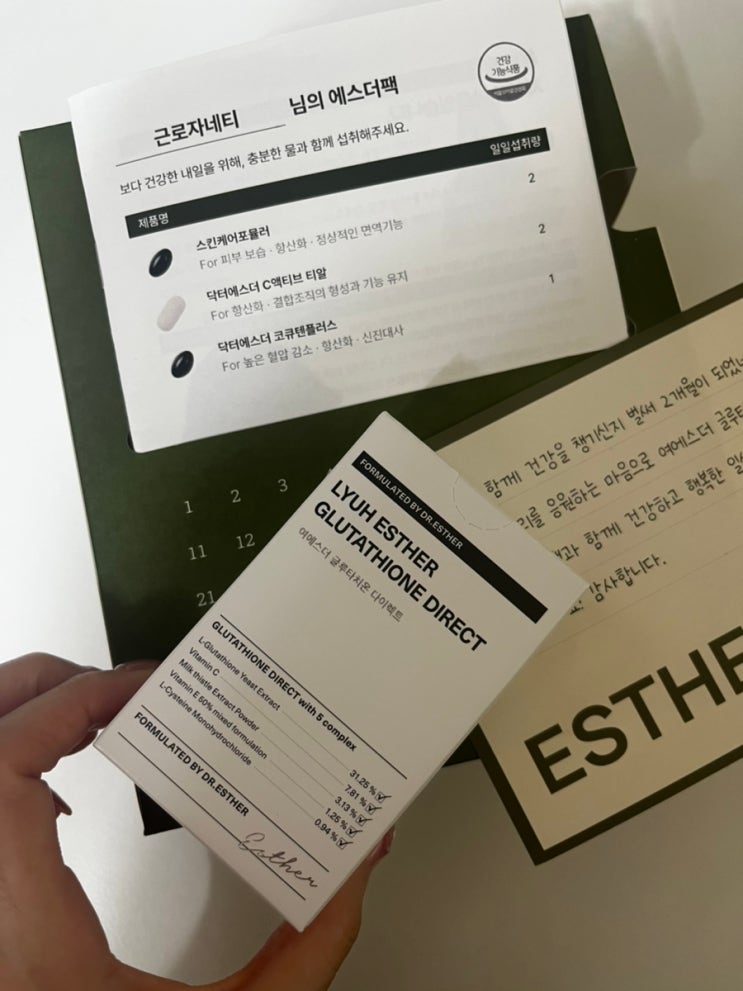 건강
기능식품
근로자네티 님의 에스더팩
보다 건강한 내일을 위해, 충분한 물과 함께 섭취해주세요.
제품명 일일섭취량
스킨케어포뮬러 2
For 피부 보습 · 항산화 · 정상적인 면역기능
닥터에스더 C액티브 티알 2
For 항산화 · 결합조직의 형성과 기능 유지
닥터에스더 코큐텐플러스 1
For 높은 혈압 감소 · 항산화 · 신진대사
1 2 3
11 12
21
함께 건강을 챙기신지 벌써 2개월이 되었
를 응원하는 마음으로 여에스더 글루타
과 함께 건강하고 행복한
감사합니다.
ESTHE
FORMULATED BY DR.ESTHER
LYUH ESTHER
GLUTATHIONE DIRECT
여에스더 글루타치온 다이렉트
GLUTATHIONE DIRECT with 5 complex
L-Glutathione Yeast Extract 31.25 %
Vitamin C 7.81 %
Milk thistle Extract Powder 3.13 %
Vitamin E 50% mixed formulation 1.25 %
L-Cysteine Monohydrochloride 0.94 %
FORMULATED BY DR.ESTHER
Esther